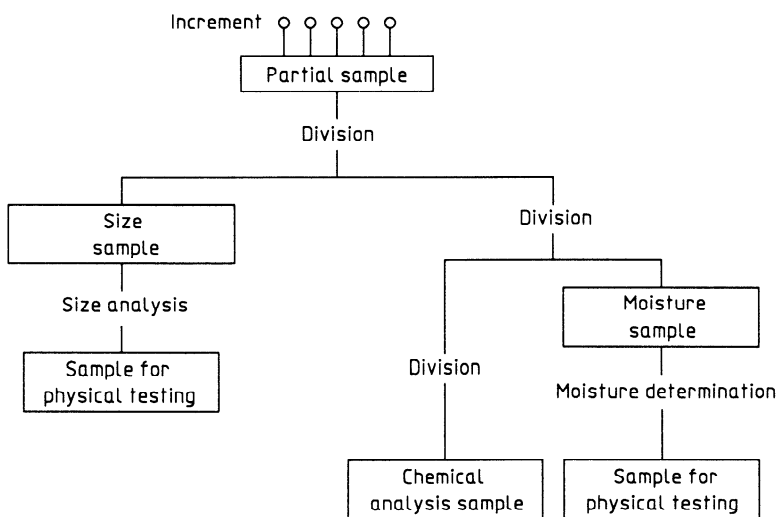 Increment
Partial sample
Division
Size
sample
Division
Size analysis
Moisture
sample
Sample for
physical testing
Division
Moisture determination
Chemical
analysis sample
Sample for
physical testing